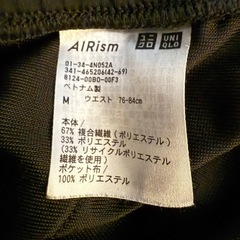 AIRism
ユニクロ UNIQLO
01-34-4N052A
341-465206(42-69)
8124-00B0-00F3
ベトナム製
M ウエスト 76-84cm
本体/
67% 複合繊維(ポリエステル)
33% ポリエステル
(33% リサイクルポリエステル
繊維を使用)/
ポケット布/
100% ポリエステル